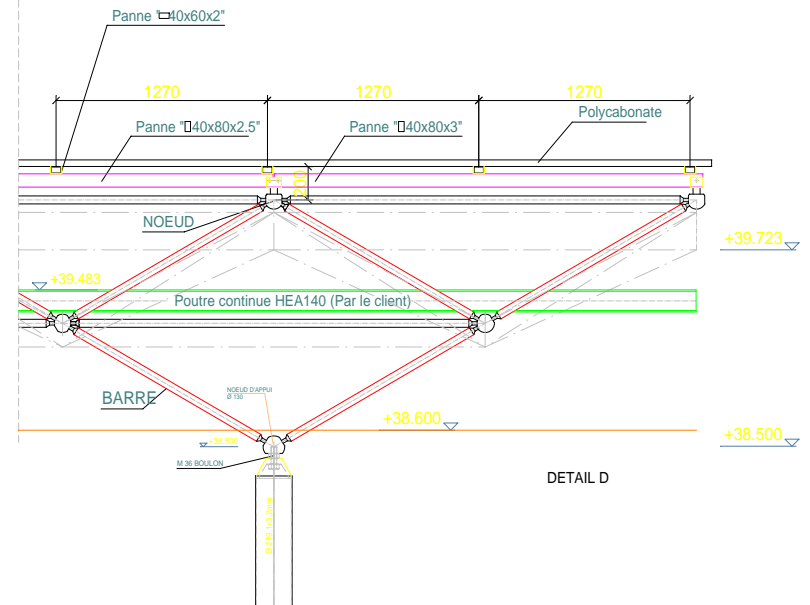 Panne "▭40x60x2"
1270 1270 1270
Panne "▯40x80x2.5" Panne "▯40x80x3" Polycabonate
200
NOEUD
+39.723
+39.483
Poutre continue HEA140 (Par le client)
BARRE
NOEUD D'APPUI
Ø 130
+38.600
+38.500
+38.500
M 36 BOULON
DETAIL D